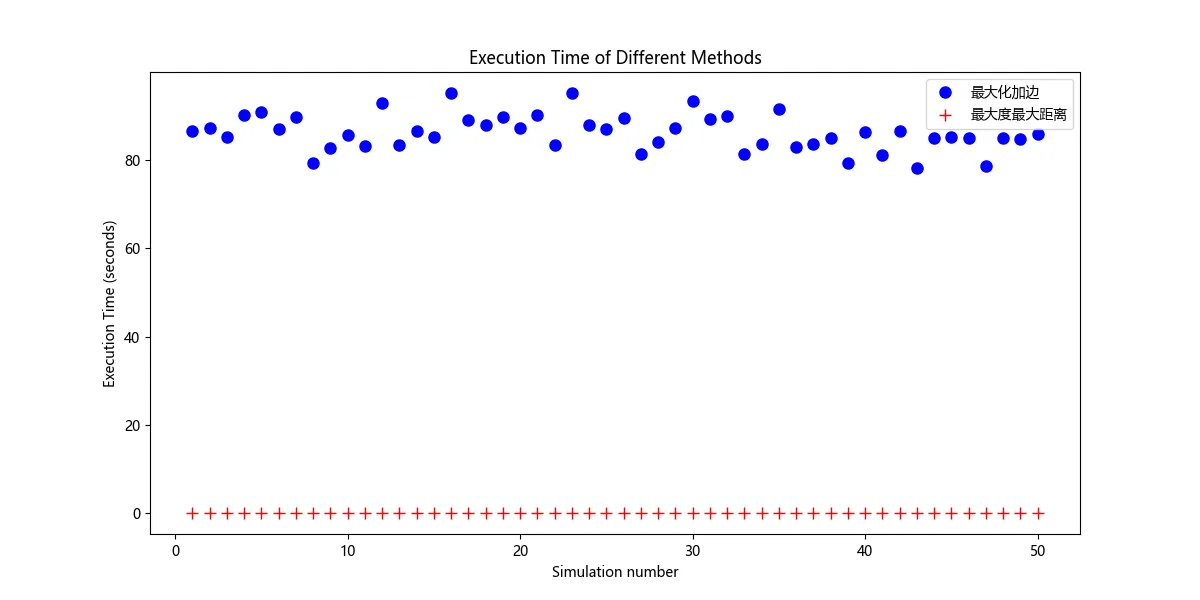 Execution Time of Different Methods
最大化加边
最大度最大距离
80
60
40
20
0
Execution Time (seconds)
0 10 20 30 40 50
Simulation number